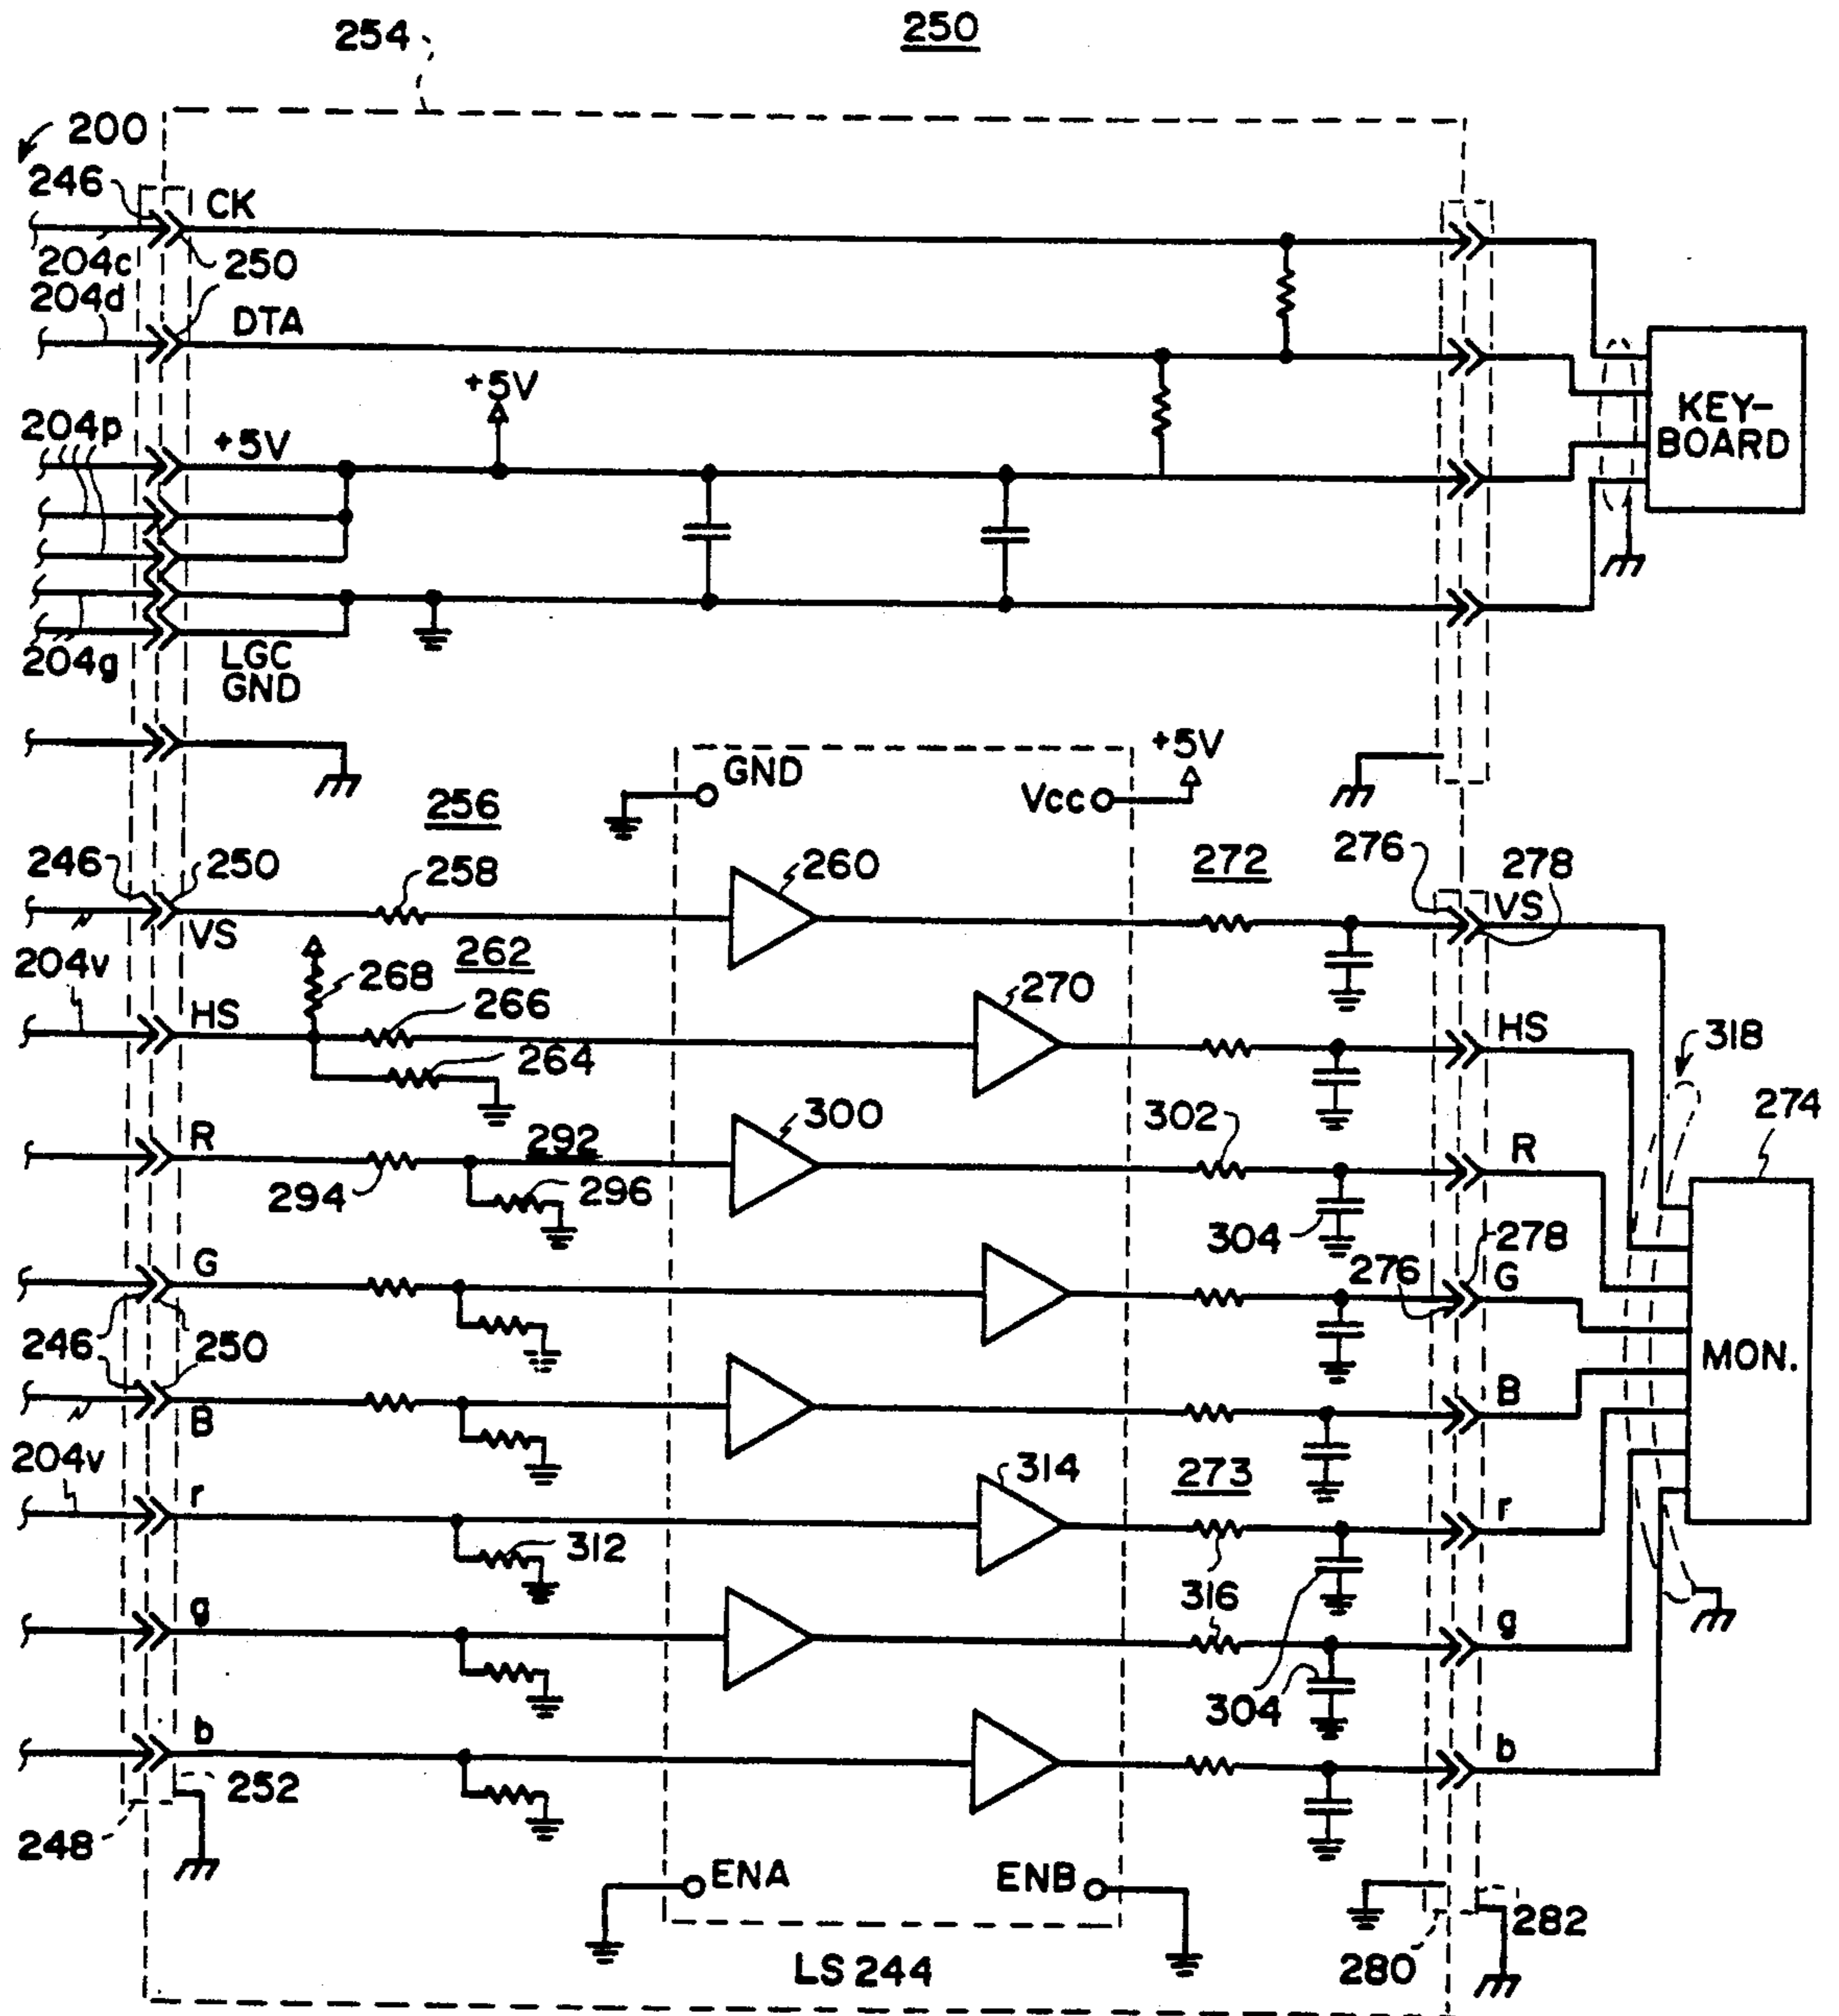 250
254
200
246
CK
204c
250
204d
DTA
+5V
204p
+5V
KEY-
BOARD
204g
LGC
GND
GND
+5V
Vcc
256
246
250
258
260
272
276
278
VS
VS
204v
262
268
266
270
HS
HS
264
318
274
R
300
302
R
292
294
296
304
278
G
276
G
246
250
MON.
B
B
204v
314
273
r
r
312
316
g
g
304
b
b
252
248
ENA
ENB
282
280
LS 244